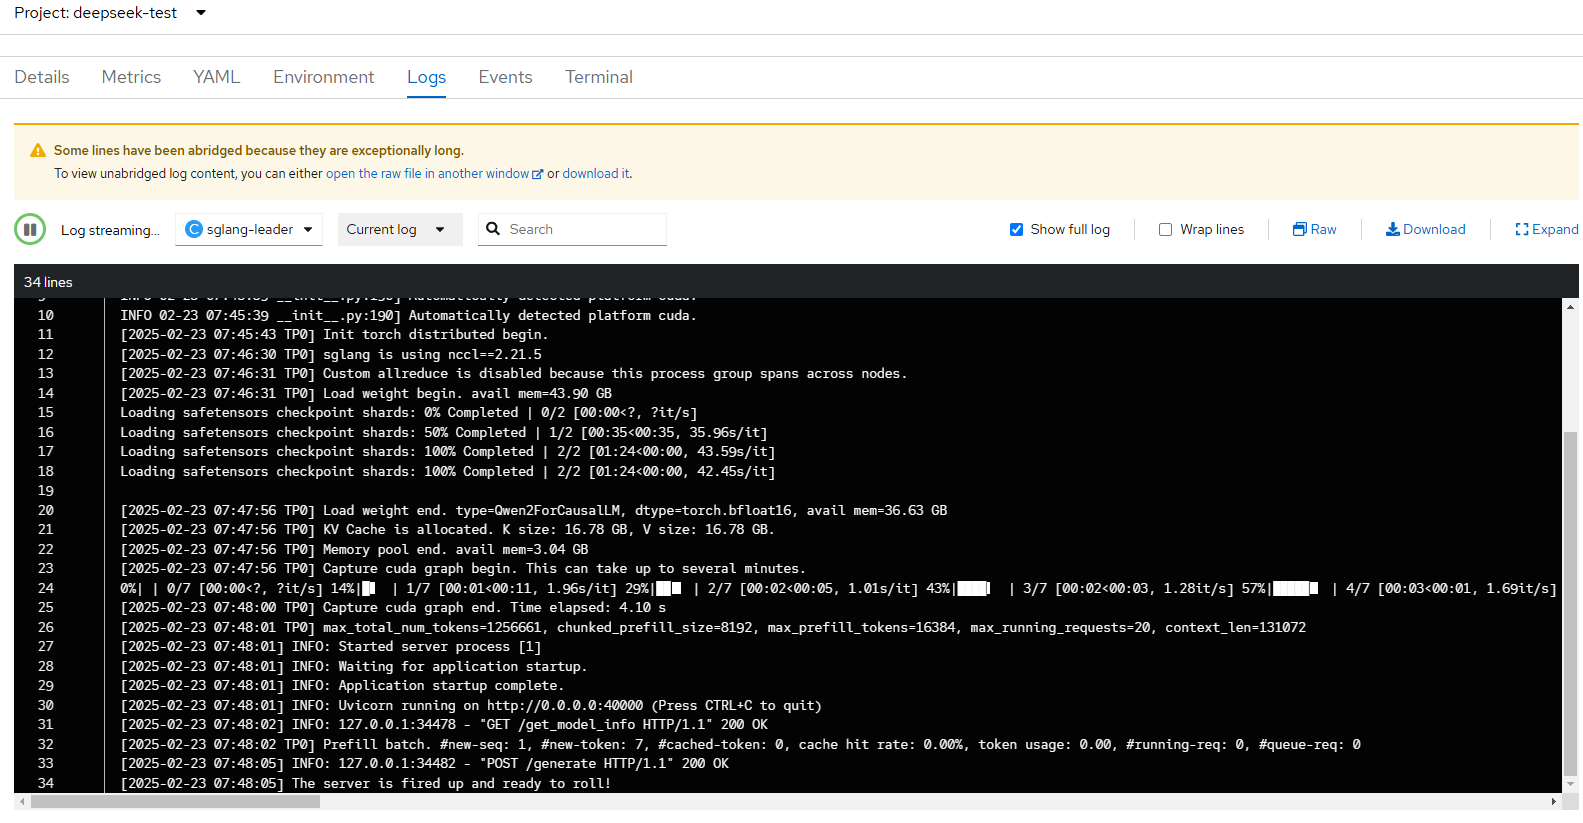 Project: deepseek-test
Details Metrics YAML Environment Logs Events Terminal
Some lines have been abridged because they are exceptionally long.
To view unabridged log content, you can either open the raw file in another window or download it.
Log streaming... C sglang-leader Current log Search Show full log Wrap lines Raw Download Expand
34 lines
10 INFO 02-23 07:45:39 __init__.py:190] Automatically detected platform cuda.
11 [2025-02-23 07:45:43 TP0] Init torch distributed begin.
12 [2025-02-23 07:46:30 TP0] sglang is using nccl==2.21.5
13 [2025-02-23 07:46:31 TP0] Custom allreduce is disabled because this process group spans across nodes.
14 [2025-02-23 07:46:31 TP0] Load weight begin. avail mem=43.90 GB
15 Loading safetensors checkpoint shards: 0% Completed | 0/2 [00:00<?, ?it/s]
16 Loading safetensors checkpoint shards: 50% Completed | 1/2 [00:35<00:35, 35.96s/it]
17 Loading safetensors checkpoint shards: 100% Completed | 2/2 [01:24<00:00, 43.59s/it]
18 Loading safetensors checkpoint shards: 100% Completed | 2/2 [01:24<00:00, 42.45s/it]
19
20 [2025-02-23 07:47:56 TP0] Load weight end. type=Qwen2ForCausalLM, dtype=torch.bfloat16, avail mem=36.63 GB
21 [2025-02-23 07:47:56 TP0] KV Cache is allocated. K size: 16.78 GB, V size: 16.78 GB.
22 [2025-02-23 07:47:56 TP0] Memory pool end. avail mem=3.04 GB
23 [2025-02-23 07:47:56 TP0] Capture cuda graph begin. This can take up to several minutes.
24 0%| | 0/7 [00:00<?, ?it/s] 14%|█▍ | 1/7 [00:01<00:11, 1.96s/it] 29%|██▊ | 2/7 [00:02<00:05, 1.01s/it] 43%|████▎ | 3/7 [00:02<00:03, 1.28it/s] 57%|█████▋ | 4/7 [00:03<00:01, 1.69it/s]
25 [2025-02-23 07:48:00 TP0] Capture cuda graph end. Time elapsed: 4.10 s
26 [2025-02-23 07:48:01 TP0] max_total_num_tokens=1256661, chunked_prefill_size=8192, max_prefill_tokens=16384, max_running_requests=20, context_len=131072
27 [2025-02-23 07:48:01] INFO: Started server process [1]
28 [2025-02-23 07:48:01] INFO: Waiting for application startup.
29 [2025-02-23 07:48:01] INFO: Application startup complete.
30 [2025-02-23 07:48:01] INFO: Uvicorn running on http://0.0.0.0:40000 (Press CTRL+C to quit)
31 [2025-02-23 07:48:02] INFO: 127.0.0.1:34478 - "GET /get_model_info HTTP/1.1" 200 OK
32 [2025-02-23 07:48:02 TP0] Prefill batch. #new-seq: 1, #new-token: 7, #cached-token: 0, cache hit rate: 0.00%, token usage: 0.00, #running-req: 0, #queue-req: 0
33 [2025-02-23 07:48:05] INFO: 127.0.0.1:34482 - "POST /generate HTTP/1.1" 200 OK
34 [2025-02-23 07:48:05] The server is fired up and ready to roll!